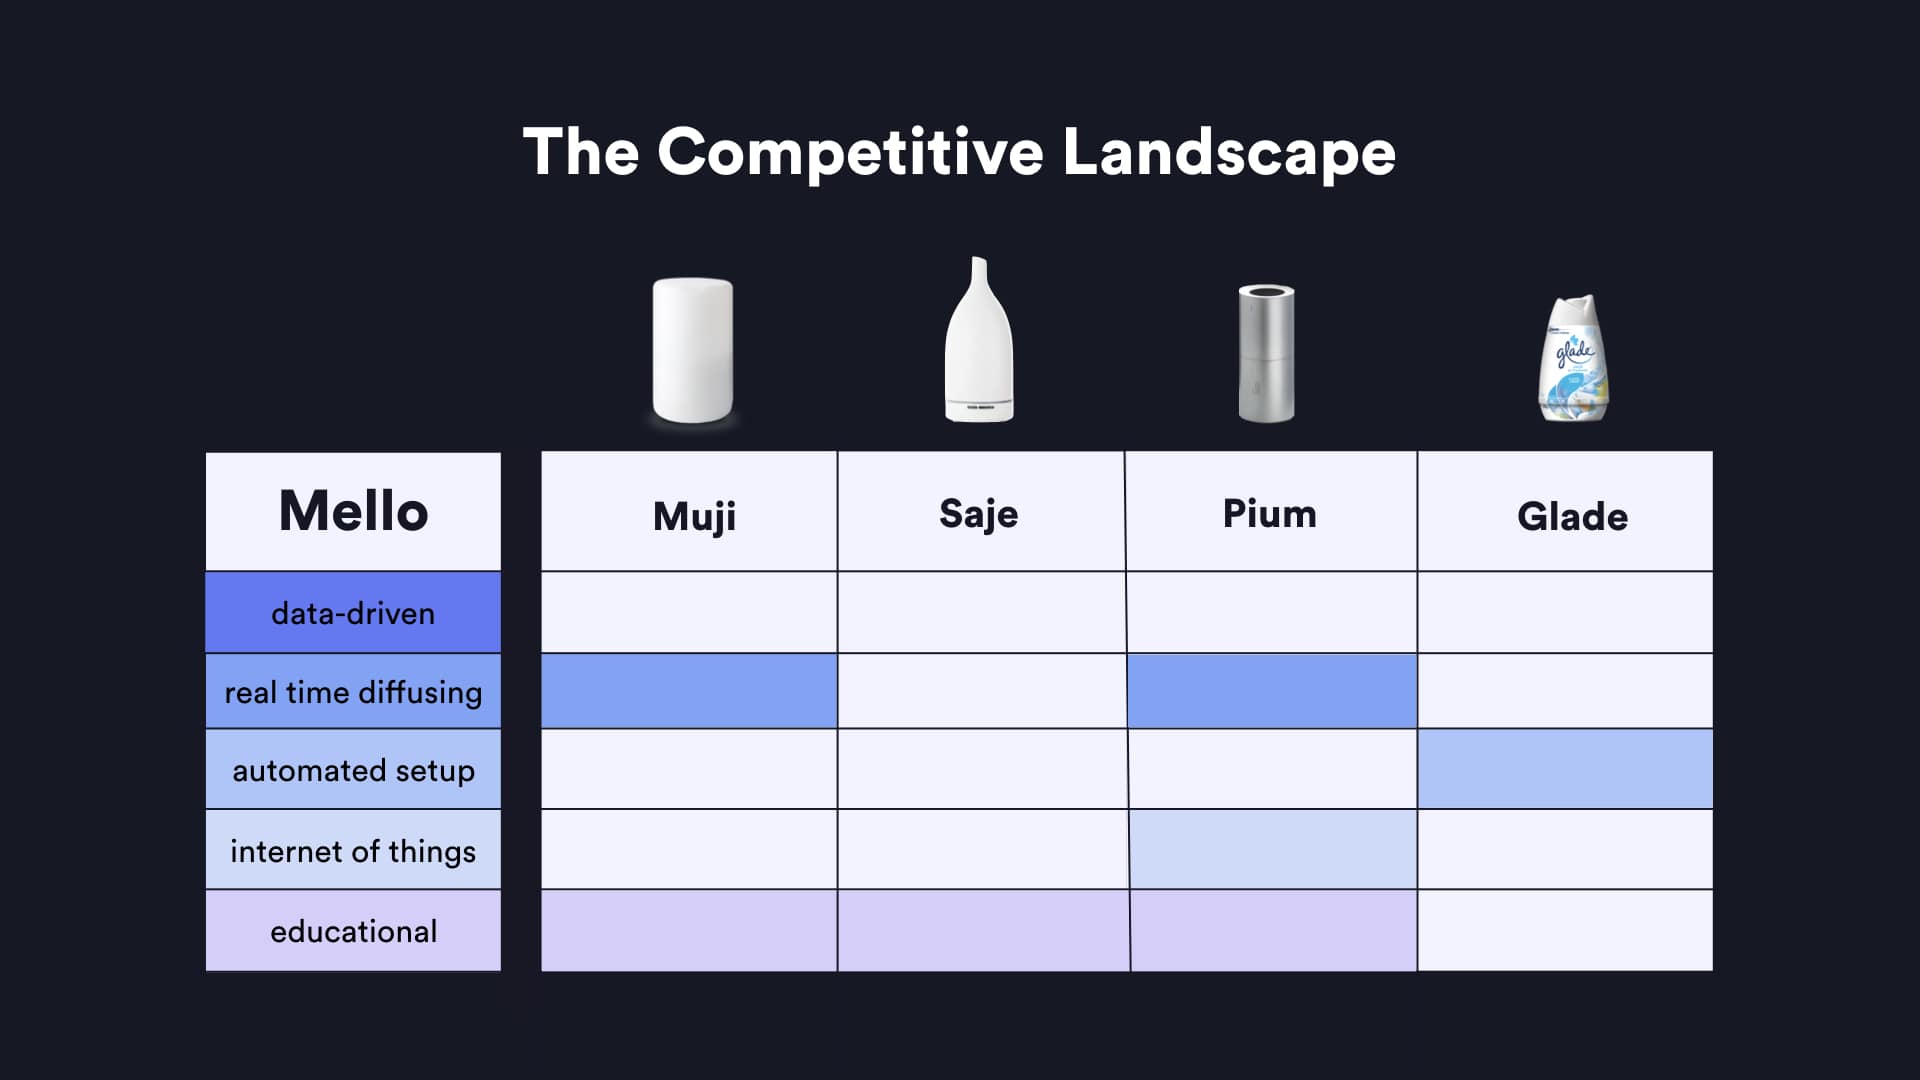 The Competitive Landscape
glade
Mello
Muji
Saje
Pium
Glade
data-driven
real time diffusing
automated setup
internet of things
educational